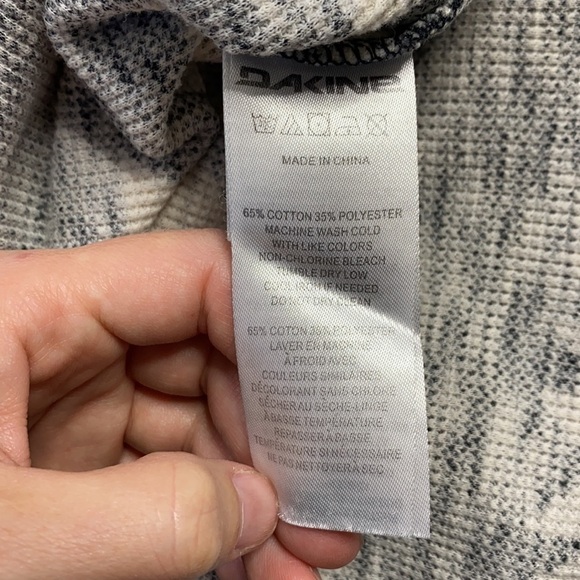 DAKINE
MADE IN CHINA
65% COTTON 35% POLYESTER
MACHINE WASH COLD
WITH LIKE COLORS
NON-CHLORINE BLEACH
TUMBLE DRY LOW
COOL IRON IF NEEDED
DO NOT DRY CLEAN
65% COTON 35% POLYESTER
LAVER EN MACHINE
À FROID AVEC
COULEURS SIMILAIRES
DÉCOLORANT SANS CHLORE
SÉCHER AU SÈCHE-LINGE
À BASSE TEMPÉRATURE
REPASSER À BASSE
TEMPÉRATURE SI NÉCESSAIRE
NE PAS NETTOYER À SEC